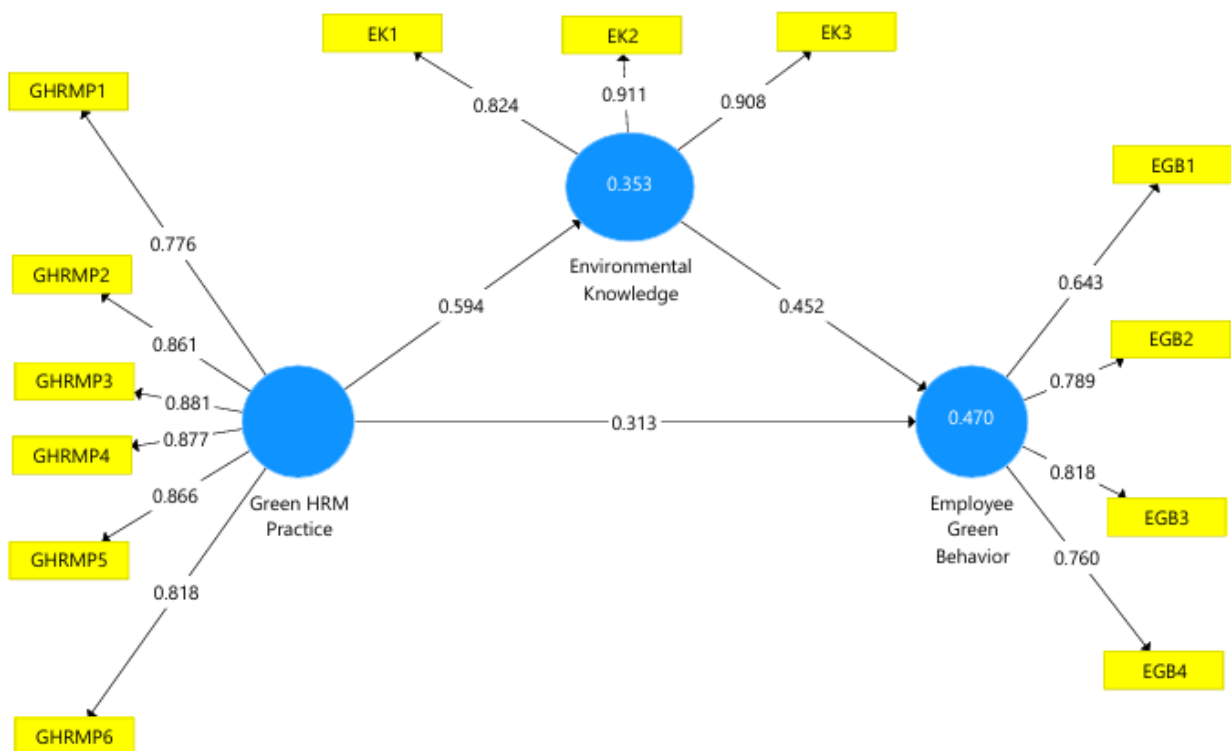 EK1
EK2
EK3
GHRMP1
0.824
0.911
0.908
EGB1
0.353
0.776
GHRMP2
Environmental
Knowledge
0.643
0.594
0.452
0.861
EGB2
GHRMP3
0.789
0.881
0.313
0.470
GHRMP4
0.877
0.818
0.866
Green HRM
Practice
Employee
Green
Behavior
EGB3
GHRMP5
0.760
0.818
EGB4
GHRMP6